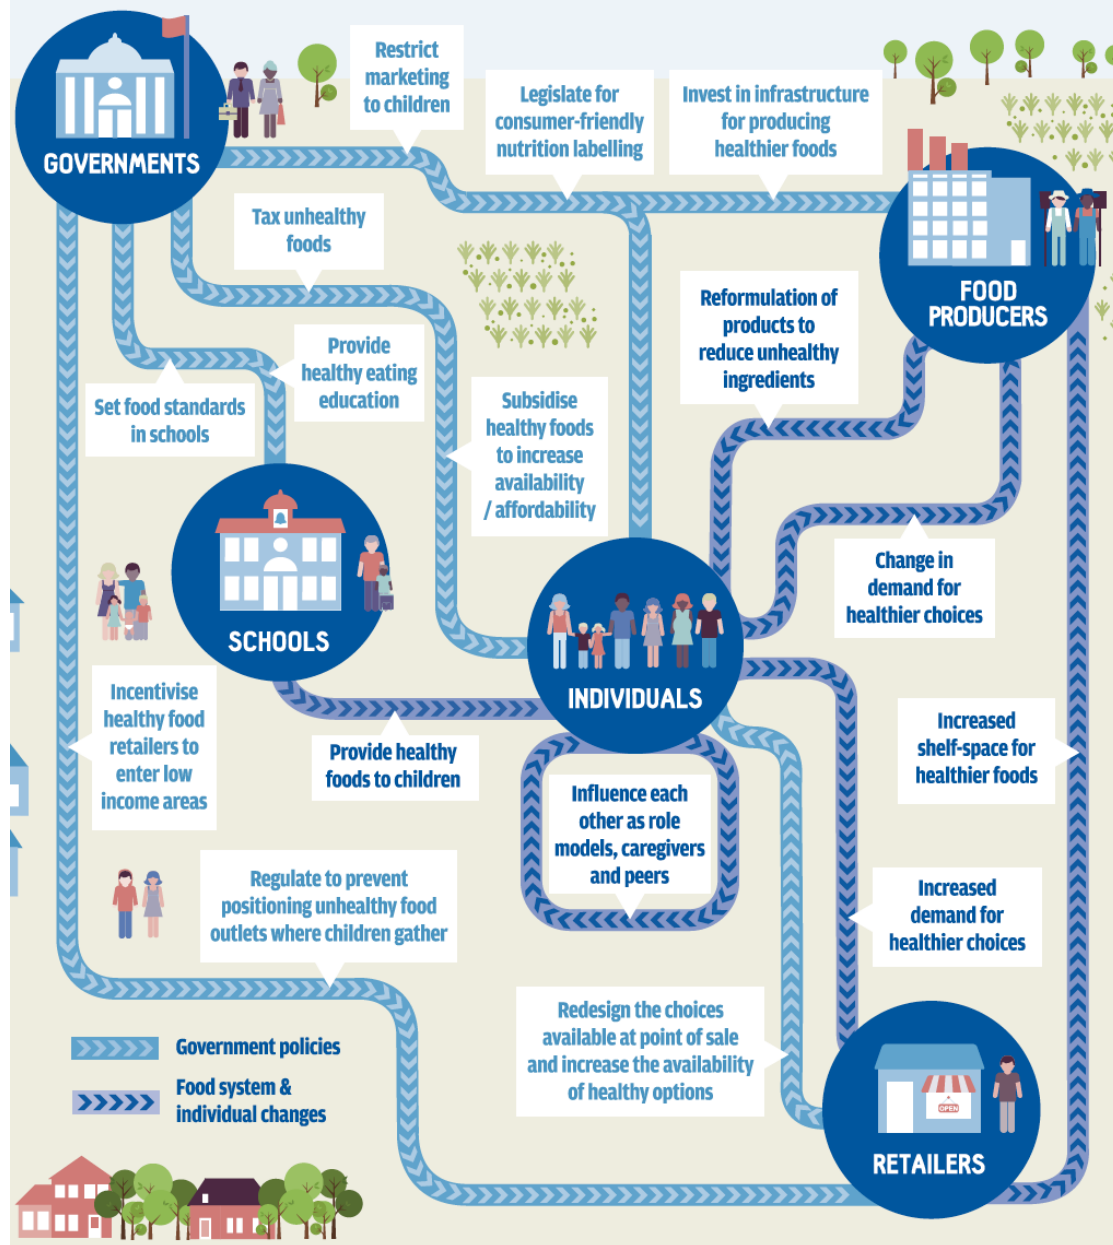 GOVERNMENTS
Restrict
marketing
to children
Legislate for
consumer-friendly
nutrition labelling
Invest in infrastructure
for producing
healthier foods
FOOD
PRODUCERS
Tax unhealthy
foods
Provide
healthy eating
education
Set food standards
in schools
Subsidise
healthy foods
to increase
availability
/ affordability
Reformulation of
products to
reduce unhealthy
ingredients
Change in
demand for
healthier choices
SCHOOLS
INDIVIDUALS
Incentivise
healthy food
retailers to
enter low
income areas
Provide healthy
foods to children
Increased
shelf-space for
healthier foods
Influence each
other as role
models, caregivers
and peers
Regulate to prevent
positioning unhealthy food
outlets where children gather
Increased
demand for
healthier choices
Redesign the choices
available at point of sale
and increase the availability
of healthy options
Government policies
Food system &
individual changes
OPEN
RETAILERS